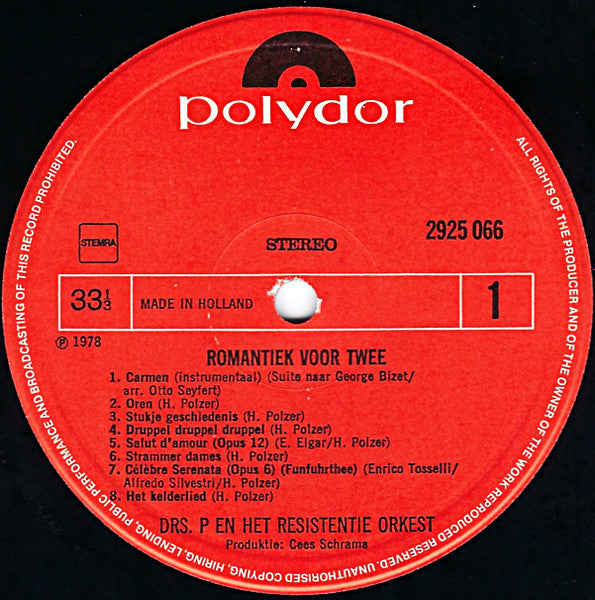 polydor
ALL RIGHTS OF THE PRODUCER AND OF THE OWNER OF THE WORK REPRODUCED RESERVED. UNAUTHORISED COPYING, HIRING, LENDING, PUBLIC PERFORMANCE AND BROADCASTING OF THIS RECORD PROHIBITED.
STEMRA
STEREO
2925 066
33⅓
MADE IN HOLLAND
1
℗ 1978
ROMANTIEK VOOR TWEE
1. Carmen (instrumentaal) (Suite naar George Bizet/
arr. Otto Seyfert)
2. Oren (H. Polzer)
3. Stukje geschiedenis (H. Polzer)
4. Druppel druppel druppel (H. Polzer)
5. Salut d'amour (Opus 12) (E. Elgar/H. Polzer)
6. Strammer dames (H. Polzer)
7. Célèbre Serenata (Opus 6) (Funfuhrthee) (Enrico Tosselli/
Alfredo Silvestri/H. Polzer)
8. Het kelderlied (H. Polzer)
DRS. P EN HET RESISTENTIE ORKEST
Produktie: Cees Schrama